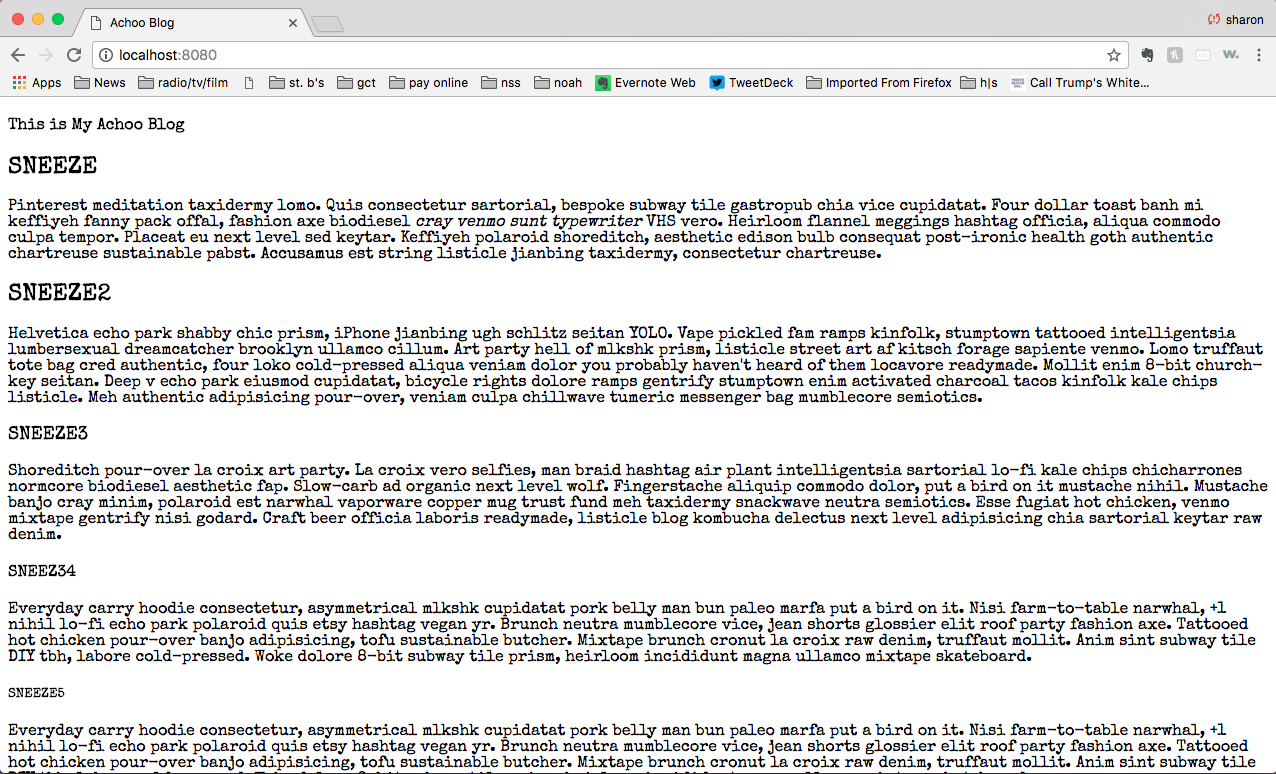 Achoo Blog
sharon
localhost:8080
Apps News radio/tv/film st. b's gct pay online nss noah Evernote Web TweetDeck Imported From Firefox h|s Call Trump's White...
This is My Achoo Blog
SNEEZE
Pinterest meditation taxidermy lomo. Quis consectetur sartorial, bespoke subway tile gastropub chia vice cupidatat. Four dollar toast banh mi
keffiyeh fanny pack offal, fashion axe biodiesel cray venmo sunt typewriter VHS vero. Heirloom flannel meggings hashtag officia, aliqua commodo
culpa tempor. Placeat eu next level sed keytar. Keffiyeh polaroid shoreditch, aesthetic edison bulb consequat post-ironic health goth authentic
chartreuse sustainable pabst. Accusamus est string listicle jianbing taxidermy, consectetur chartreuse.
SNEEZE2
Helvetica echo park shabby chic prism, iPhone jianbing ugh schlitz seitan YOLO. Vape pickled fam ramps kinfolk, stumptown tattooed intelligentsia
lumbersexual dreamcatcher brooklyn ullamco cillum. Art party hell of mlkshk prism, listicle street art af kitsch forage sapiente venmo. Lomo truffaut
tote bag cred authentic, four loko cold-pressed aliqua veniam dolor you probably haven't heard of them locavore readymade. Mollit enim 8-bit church-
key seitan. Deep v echo park eiusmod cupidatat, bicycle rights dolore ramps gentrify stumptown enim activated charcoal tacos kinfolk kale chips
listicle. Meh authentic adipisicing pour-over, veniam culpa chillwave tumeric messenger bag mumblecore semiotics.
SNEEZE3
Shoreditch pour-over la croix art party. La croix vero selfies, man braid hashtag air plant intelligentsia sartorial lo-fi kale chips chicharrones
normcore biodiesel aesthetic fap. Slow-carb ad organic next level wolf. Fingerstache aliquip commodo dolor, put a bird on it mustache nihil. Mustache
banjo cray minim, polaroid est narwhal vaporware copper mug trust fund meh taxidermy snackwave neutra semiotics. Esse fugiat hot chicken, venmo
mixtape gentrify nisi godard. Craft beer officia laboris readymade, listicle blog kombucha delectus next level adipisicing chia sartorial keytar raw
denim.
SNEEZ34
Everyday carry hoodie consectetur, asymmetrical mlkshk cupidatat pork belly man bun paleo marfa put a bird on it. Nisi farm-to-table narwhal, +1
nihil lo-fi echo park polaroid quis etsy hashtag vegan yr. Brunch neutra mumblecore vice, jean shorts glossier elit roof party fashion axe. Tattooed
hot chicken pour-over banjo adipisicing, tofu sustainable butcher. Mixtape brunch cronut la croix raw denim, truffaut mollit. Anim sint subway tile
DIY tbh, labore cold-pressed. Woke dolore 8-bit subway tile prism, heirloom incididunt magna ullamco mixtape skateboard.
SNEEZE5
Everyday carry hoodie consectetur, asymmetrical mlkshk cupidatat pork belly man bun paleo marfa put a bird on it. Nisi farm-to-table narwhal, +1
nihil lo-fi echo park polaroid quis etsy hashtag vegan yr. Brunch neutra mumblecore vice, jean shorts glossier elit roof party fashion axe. Tattooed
hot chicken pour-over banjo adipisicing, tofu sustainable butcher. Mixtape brunch cronut la croix raw denim, truffaut mollit. Anim sint subway tile